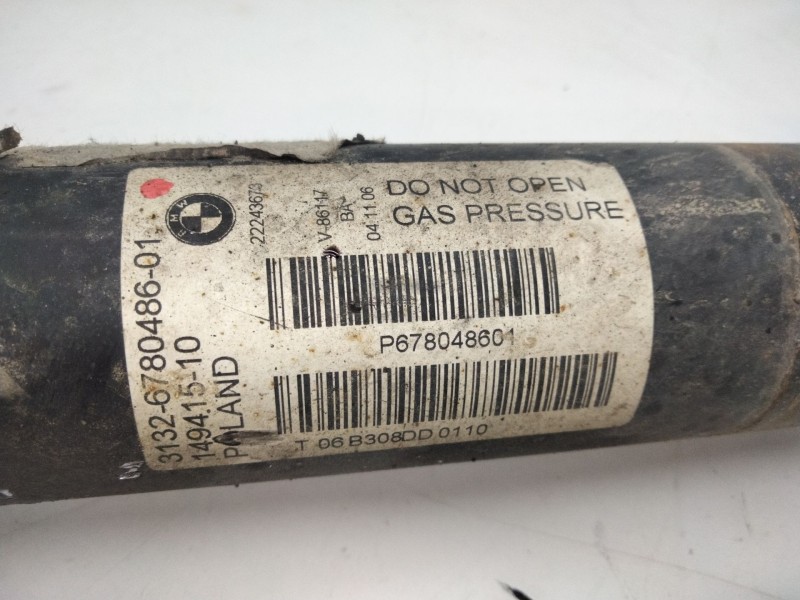 3132-6780486-01
149415-10
POLAND
BMW
22243673
V-86117
BA
04.11.06
DO NOT OPEN
GAS PRESSURE
P678048601
T 06 B308DD 0110